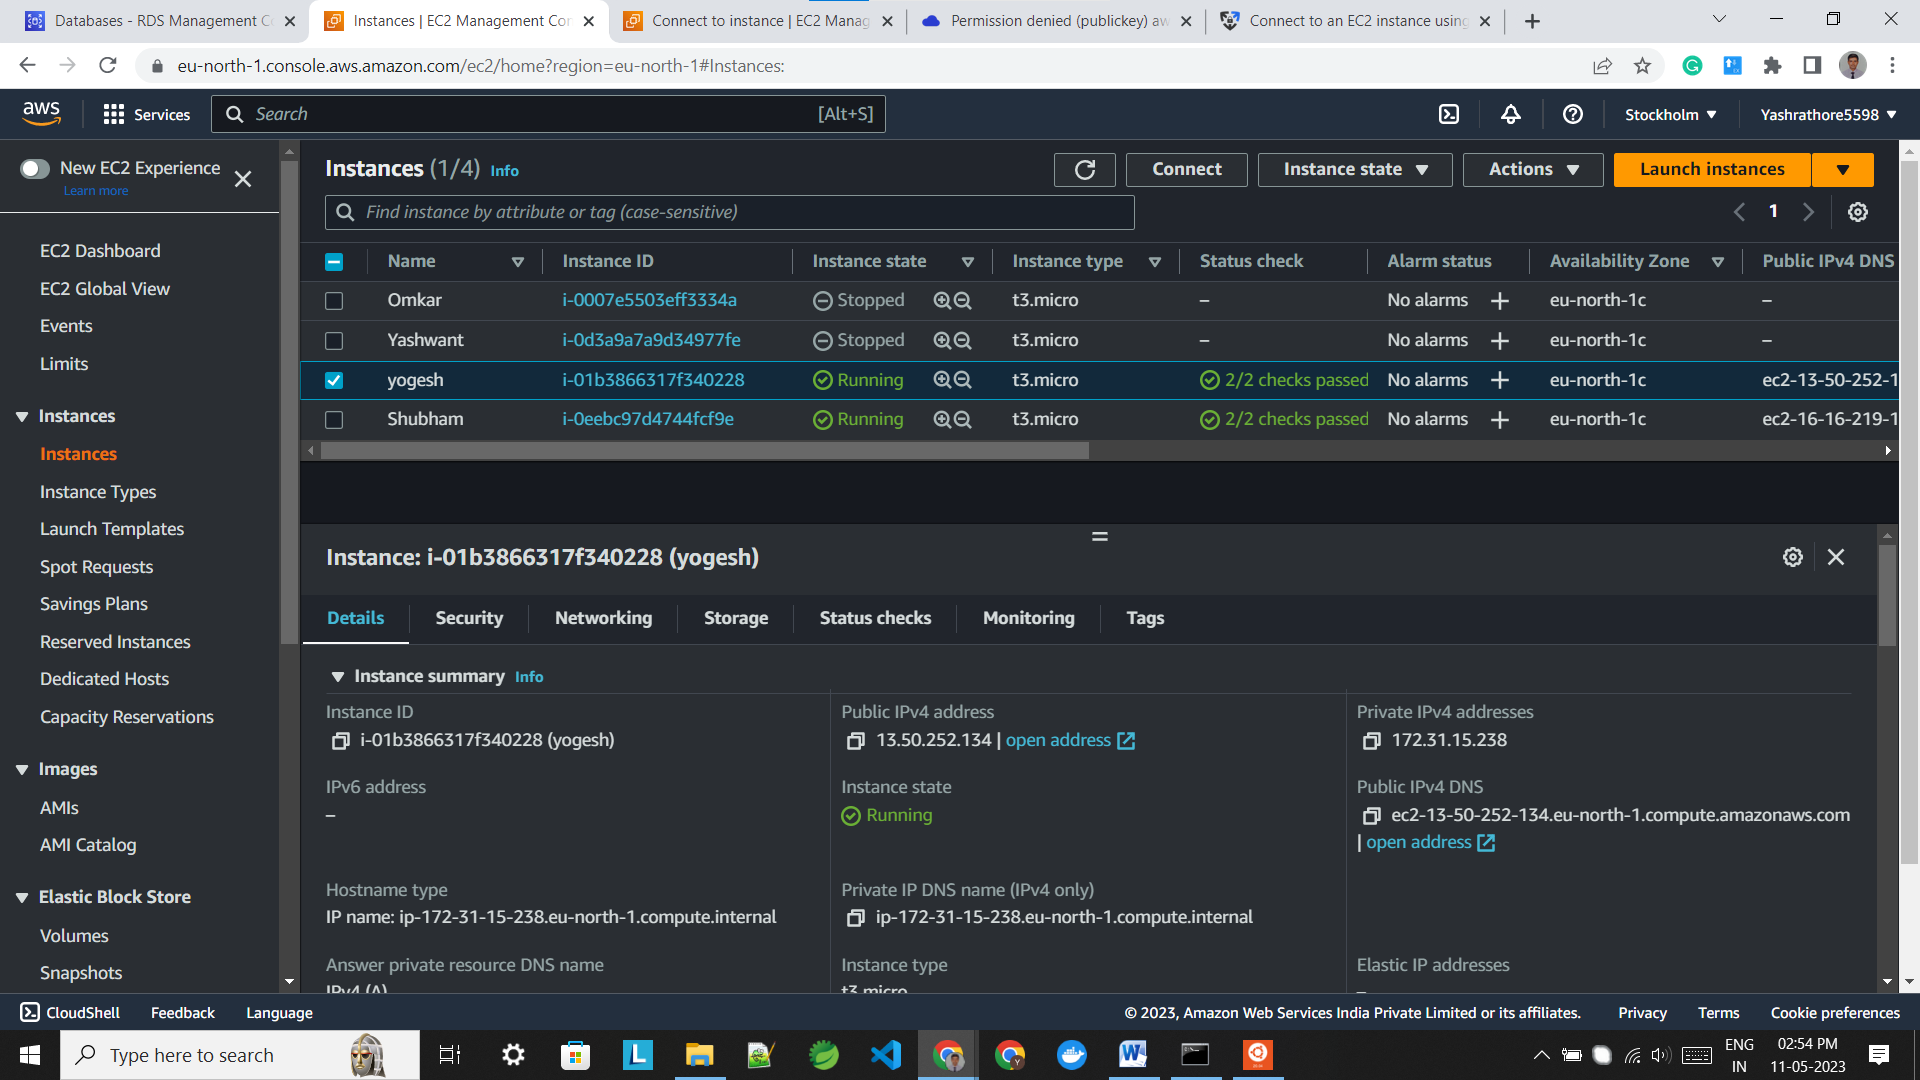 Databases - RDS Management Co
Instances | EC2 Management Con
Connect to instance | EC2 Manag
Permission denied (publickey) aw
Connect to an EC2 instance using
eu-north-1.console.aws.amazon.com/ec2/home?region=eu-north-1#Instances:
aws
Services
Search
[Alt+S]
Stockholm
Yashrathore5598
New EC2 Experience
Learn more
EC2 Dashboard
EC2 Global View
Events
Limits
Instances
Instances
Instance Types
Launch Templates
Spot Requests
Savings Plans
Reserved Instances
Dedicated Hosts
Capacity Reservations
Images
AMIs
AMI Catalog
Elastic Block Store
Volumes
Snapshots
Instances (1/4) Info
Connect
Instance state
Actions
Launch instances
Find instance by attribute or tag (case-sensitive)
1
Name Instance ID Instance state Instance type Status check Alarm status Availability Zone Public IPv4 DNS
Omkar i-0007e5503eff3334a Stopped t3.micro – No alarms + eu-north-1c –
Yashwant i-0d3a9a7a9d34977fe Stopped t3.micro – No alarms + eu-north-1c –
yogesh i-01b3866317f340228 Running t3.micro 2/2 checks passed No alarms + eu-north-1c ec2-13-50-252-1
Shubham i-0eebc97d4744fcf9e Running t3.micro 2/2 checks passed No alarms + eu-north-1c ec2-16-16-219-1
Instance: i-01b3866317f340228 (yogesh)
Details Security Networking Storage Status checks Monitoring Tags
Instance summary Info
Instance ID
i-01b3866317f340228 (yogesh)
Public IPv4 address
13.50.252.134 | open address
Private IPv4 addresses
172.31.15.238
IPv6 address
–
Instance state
Running
Public IPv4 DNS
ec2-13-50-252-134.eu-north-1.compute.amazonaws.com
| open address
Hostname type
IP name: ip-172-31-15-238.eu-north-1.compute.internal
Private IP DNS name (IPv4 only)
ip-172-31-15-238.eu-north-1.compute.internal
Answer private resource DNS name
IPv4 (A)
Instance type
t3.micro
Elastic IP addresses
–
CloudShell
Feedback
Language
© 2023, Amazon Web Services India Private Limited or its affiliates.
Privacy
Terms
Cookie preferences
Type here to search
ENG
IN
02:54 PM
11-05-2023